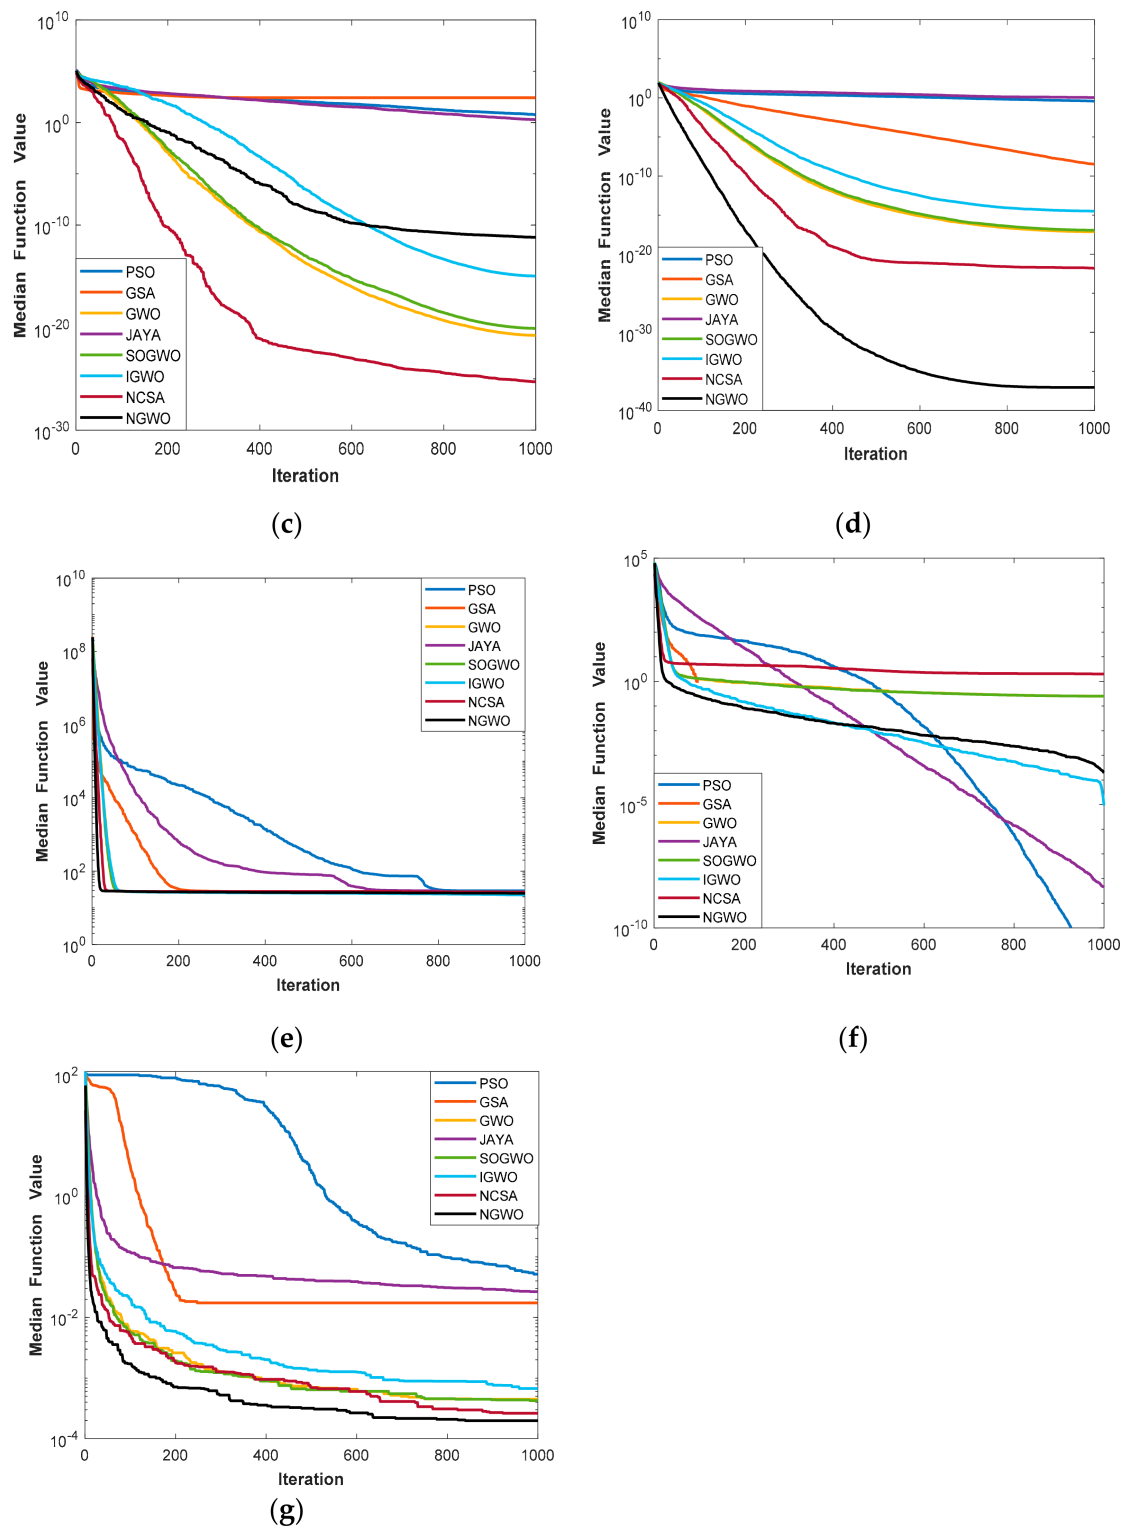 10^10
10^0
10^-10
10^-20
10^-30
Median Function Value
PSO
GSA
GWO
JAYA
SOGWO
IGWO
NCSA
NGWO
0 200 400 600 800 1000
Iteration
(c)
10^10
10^0
10^-10
10^-20
10^-30
10^-40
Median Function Value
PSO
GSA
GWO
JAYA
SOGWO
IGWO
NCSA
NGWO
0 200 400 600 800 1000
Iteration
(d)
10^10
10^8
10^6
10^4
10^2
10^0
Median Function Value
PSO
GSA
GWO
JAYA
SOGWO
IGWO
NCSA
NGWO
0 200 400 600 800 1000
Iteration
(e)
10^5
10^0
10^-5
10^-10
Median Function Value
PSO
GSA
GWO
JAYA
SOGWO
IGWO
NCSA
NGWO
0 200 400 600 800 1000
Iteration
(f)
10^2
10^0
10^-2
10^-4
Median Function Value
PSO
GSA
GWO
JAYA
SOGWO
IGWO
NCSA
NGWO
0 200 400 600 800 1000
Iteration
(g)